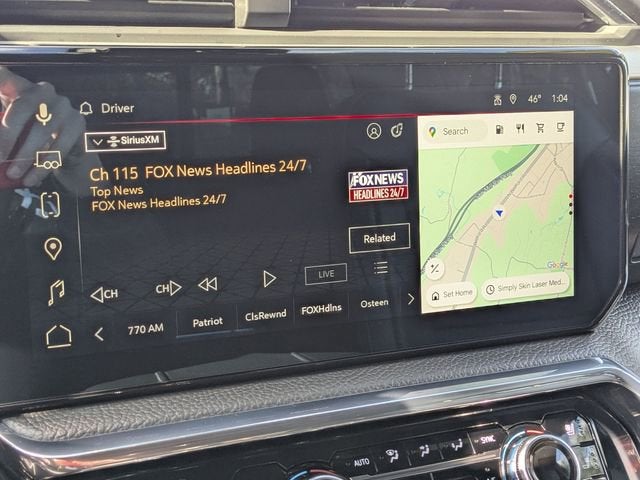 Driver
46° 1:04
SiriusXM
Search
Ch 115 FOX News Headlines 24/7
Top News
FOX News Headlines 24/7
FOX NEWS
HEADLINES 24/7
Related
Google
CH
CH
LIVE
Set Home
Simply Skin Laser Med...
770 AM
Patriot
ClsRewnd
FOXHdlns
Osteen
AUTO
SYNC